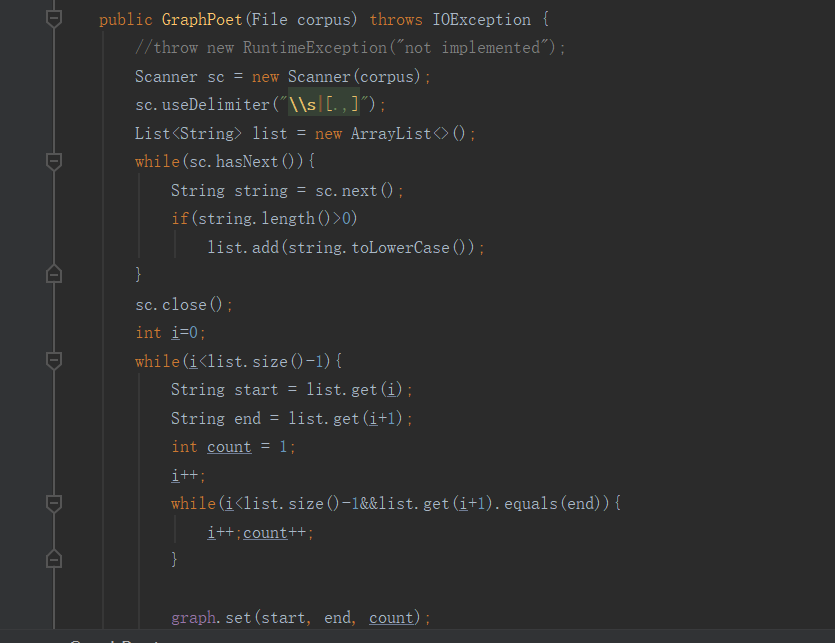 public GraphPoet(File corpus) throws IOException {
//throw new RuntimeException("not implemented");
Scanner sc = new Scanner(corpus);
sc.useDelimiter("\\s|[.,]");
List<String> list = new ArrayList<>();
while(sc.hasNext()){
String string = sc.next();
if(string.length()>0)
list.add(string.toLowerCase());
}
sc.close();
int i=0;
while(i<list.size()-1){
String start = list.get(i);
String end = list.get(i+1);
int count = 1;
i++;
while(i<list.size()-1&&list.get(i+1).equals(end)){
i++;count++;
}
graph.set(start, end, count);